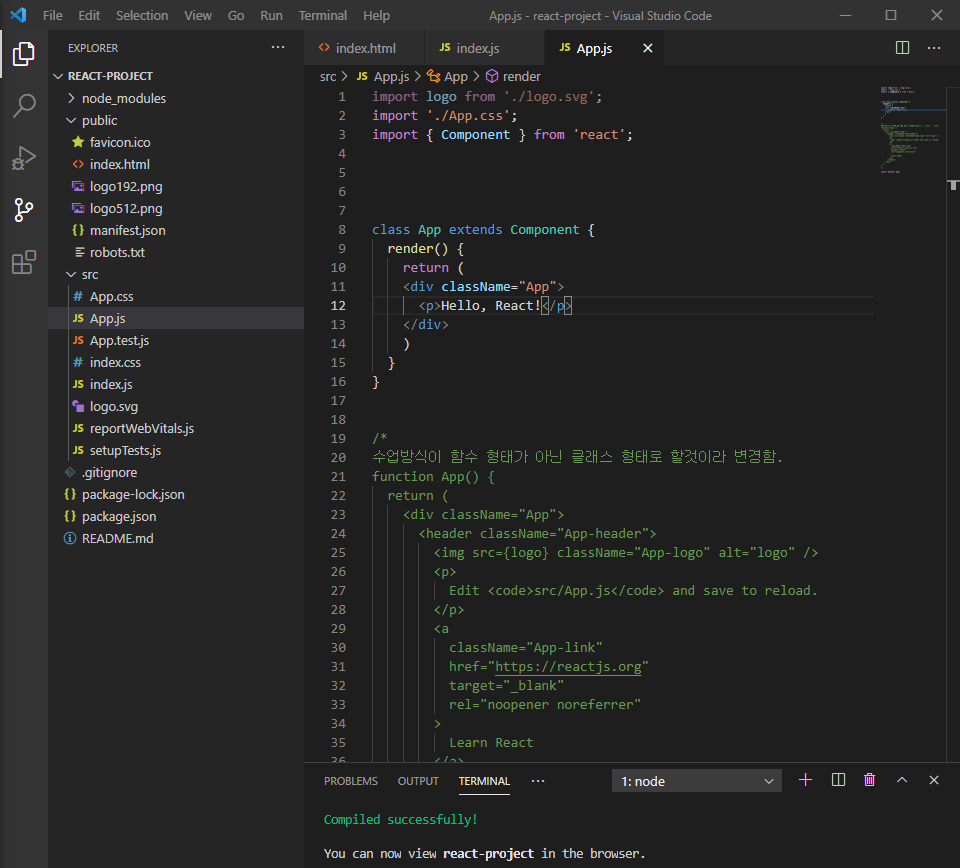 File Edit Selection View Go Run Terminal Help App.js - react-project - Visual Studio Code
EXPLORER
REACT-PROJECT
node_modules
public
favicon.ico
index.html
logo192.png
logo512.png
manifest.json
robots.txt
src
App.css
App.js
App.test.js
index.css
index.js
logo.svg
reportWebVitals.js
setupTests.js
.gitignore
package-lock.json
package.json
README.md
index.html JS index.js JS App.js
src > JS App.js > App > render
1 import logo from './logo.svg';
2 import './App.css';
3 import { Component } from 'react';
4
5
6
7
8 class App extends Component {
9 render() {
10 return (
11 <div className="App">
12 <p>Hello, React!</p>
13 </div>
14 )
15 }
16 }
17
18
19 /*
20 수업방식이 함수 형태가 아닌 클래스 형태로 할것이라 변경함.
21 function App() {
22 return (
23 <div className="App">
24 <header className="App-header">
25 <img src={logo} className="App-logo" alt="logo" />
26 <p>
27 Edit <code>src/App.js</code> and save to reload.
28 </p>
29 <a
30 className="App-link"
31 href="https://reactjs.org"
32 target="_blank"
33 rel="noopener noreferrer"
34 >
35 Learn React
36 </a>
PROBLEMS OUTPUT TERMINAL ··· 1: node
Compiled successfully!
You can now view react-project in the browser.